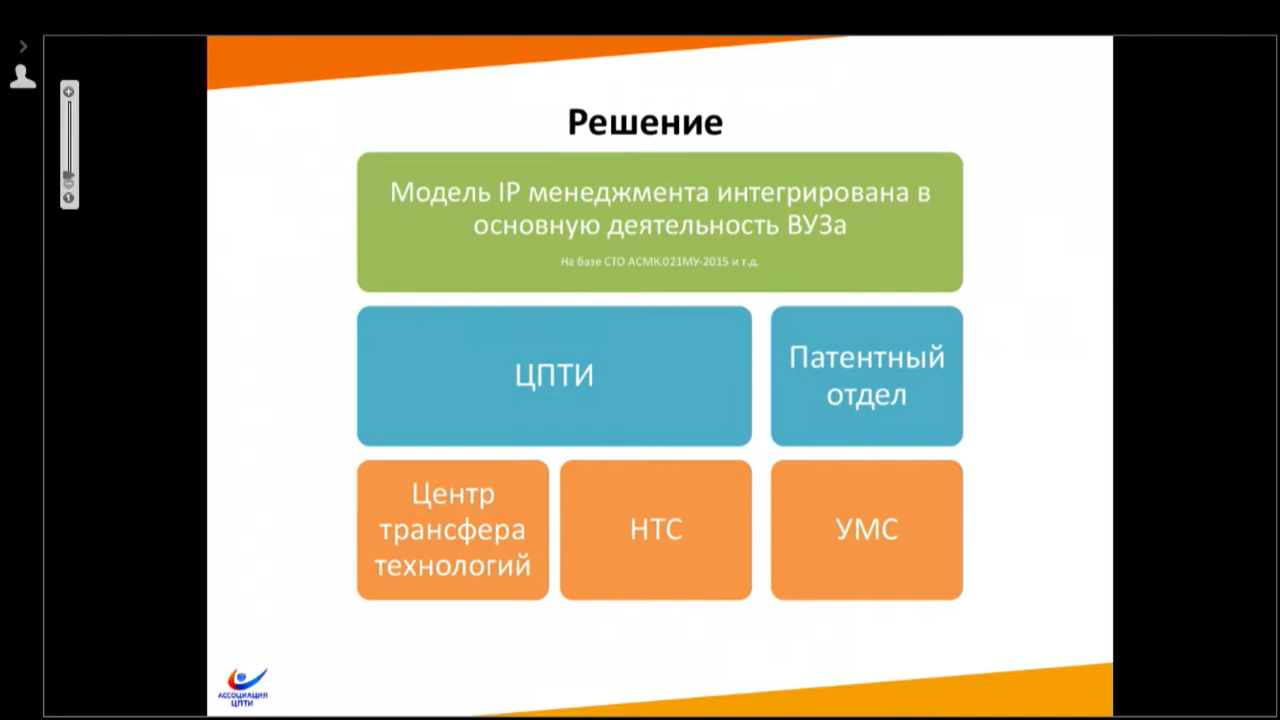 Решение
Модель IP менеджмента интегрирована в
основную деятельность ВУЗа
На базе СТО АСМК.021МУ-2015 и т.д.
ЦПТИ
Патентный
отдел
Центр
трансфера
технологий
НТС
УМС
АССОЦИАЦИЯ
ЦПТИ